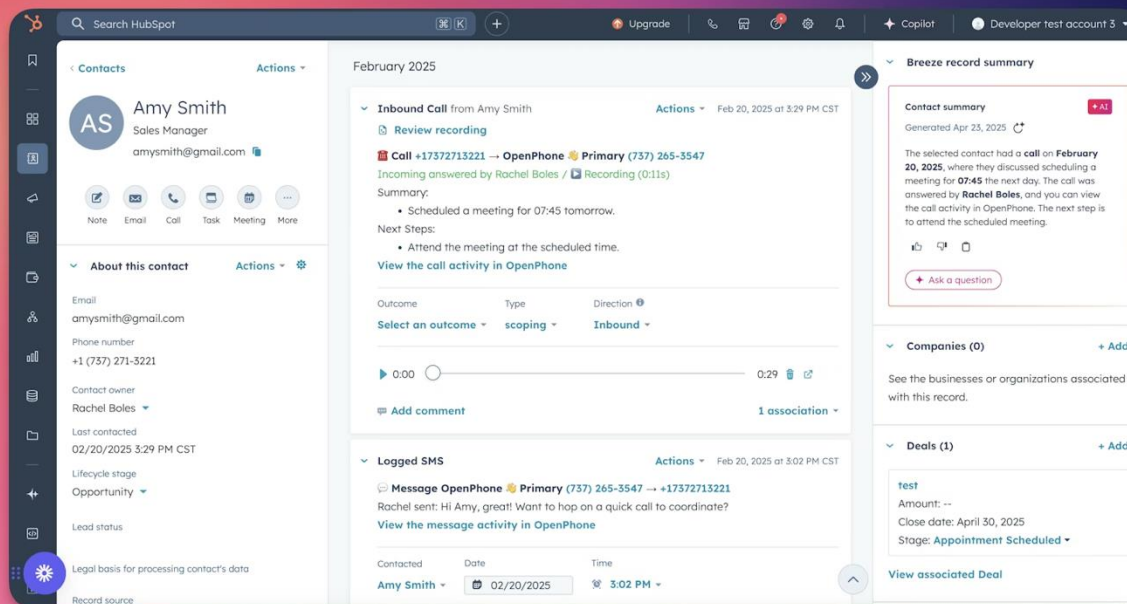 Search HubSpot
⌘ K
+
Upgrade
Copilot
Developer test account 3
Contacts
Actions
AS
Amy Smith
Sales Manager
amysmith@gmail.com
Note Email Call Task Meeting More
About this contact
Actions
Email
amysmith@gmail.com
Phone number
+1 (737) 271-3221
Contact owner
Rachel Boles
Last contacted
02/20/2025 3:29 PM CST
Lifecycle stage
Opportunity
Lead status
Legal basis for processing contact's data
Record source
February 2025
Inbound Call from Amy Smith
Actions
Feb 20, 2025 at 3:29 PM CST
Review recording
☎️ Call +17372713221 → OpenPhone 👋 Primary (737) 265-3547
Incoming answered by Rachel Boles / ▶️ Recording (0:11s)
Summary:
• Scheduled a meeting for 07:45 tomorrow.
Next Steps:
• Attend the meeting at the scheduled time.
View the call activity in OpenPhone
Outcome Type Direction
Select an outcome scoping Inbound
0:00 0:29
Add comment
1 association
Logged SMS
Actions
Feb 20, 2025 at 3:02 PM CST
💬 Message OpenPhone 👋 Primary (737) 265-3547 → +17372713221
Rachel sent: Hi Amy, great! Want to hop on a quick call to coordinate?
View the message activity in OpenPhone
Contacted Date Time
Amy Smith 02/20/2025 3:02 PM
Breeze record summary
Contact summary
AI
Generated Apr 23, 2025
The selected contact had a call on February
20, 2025, where they discussed scheduling a
meeting for 07:45 the next day. The call was
answered by Rachel Boles, and you can view
the call activity in OpenPhone. The next step is
to attend the scheduled meeting.
Ask a question
Companies (0)
+ Add
See the businesses or organizations associated
with this record.
Deals (1)
+ Add
test
Amount: --
Close date: April 30, 2025
Stage: Appointment Scheduled
View associated Deal